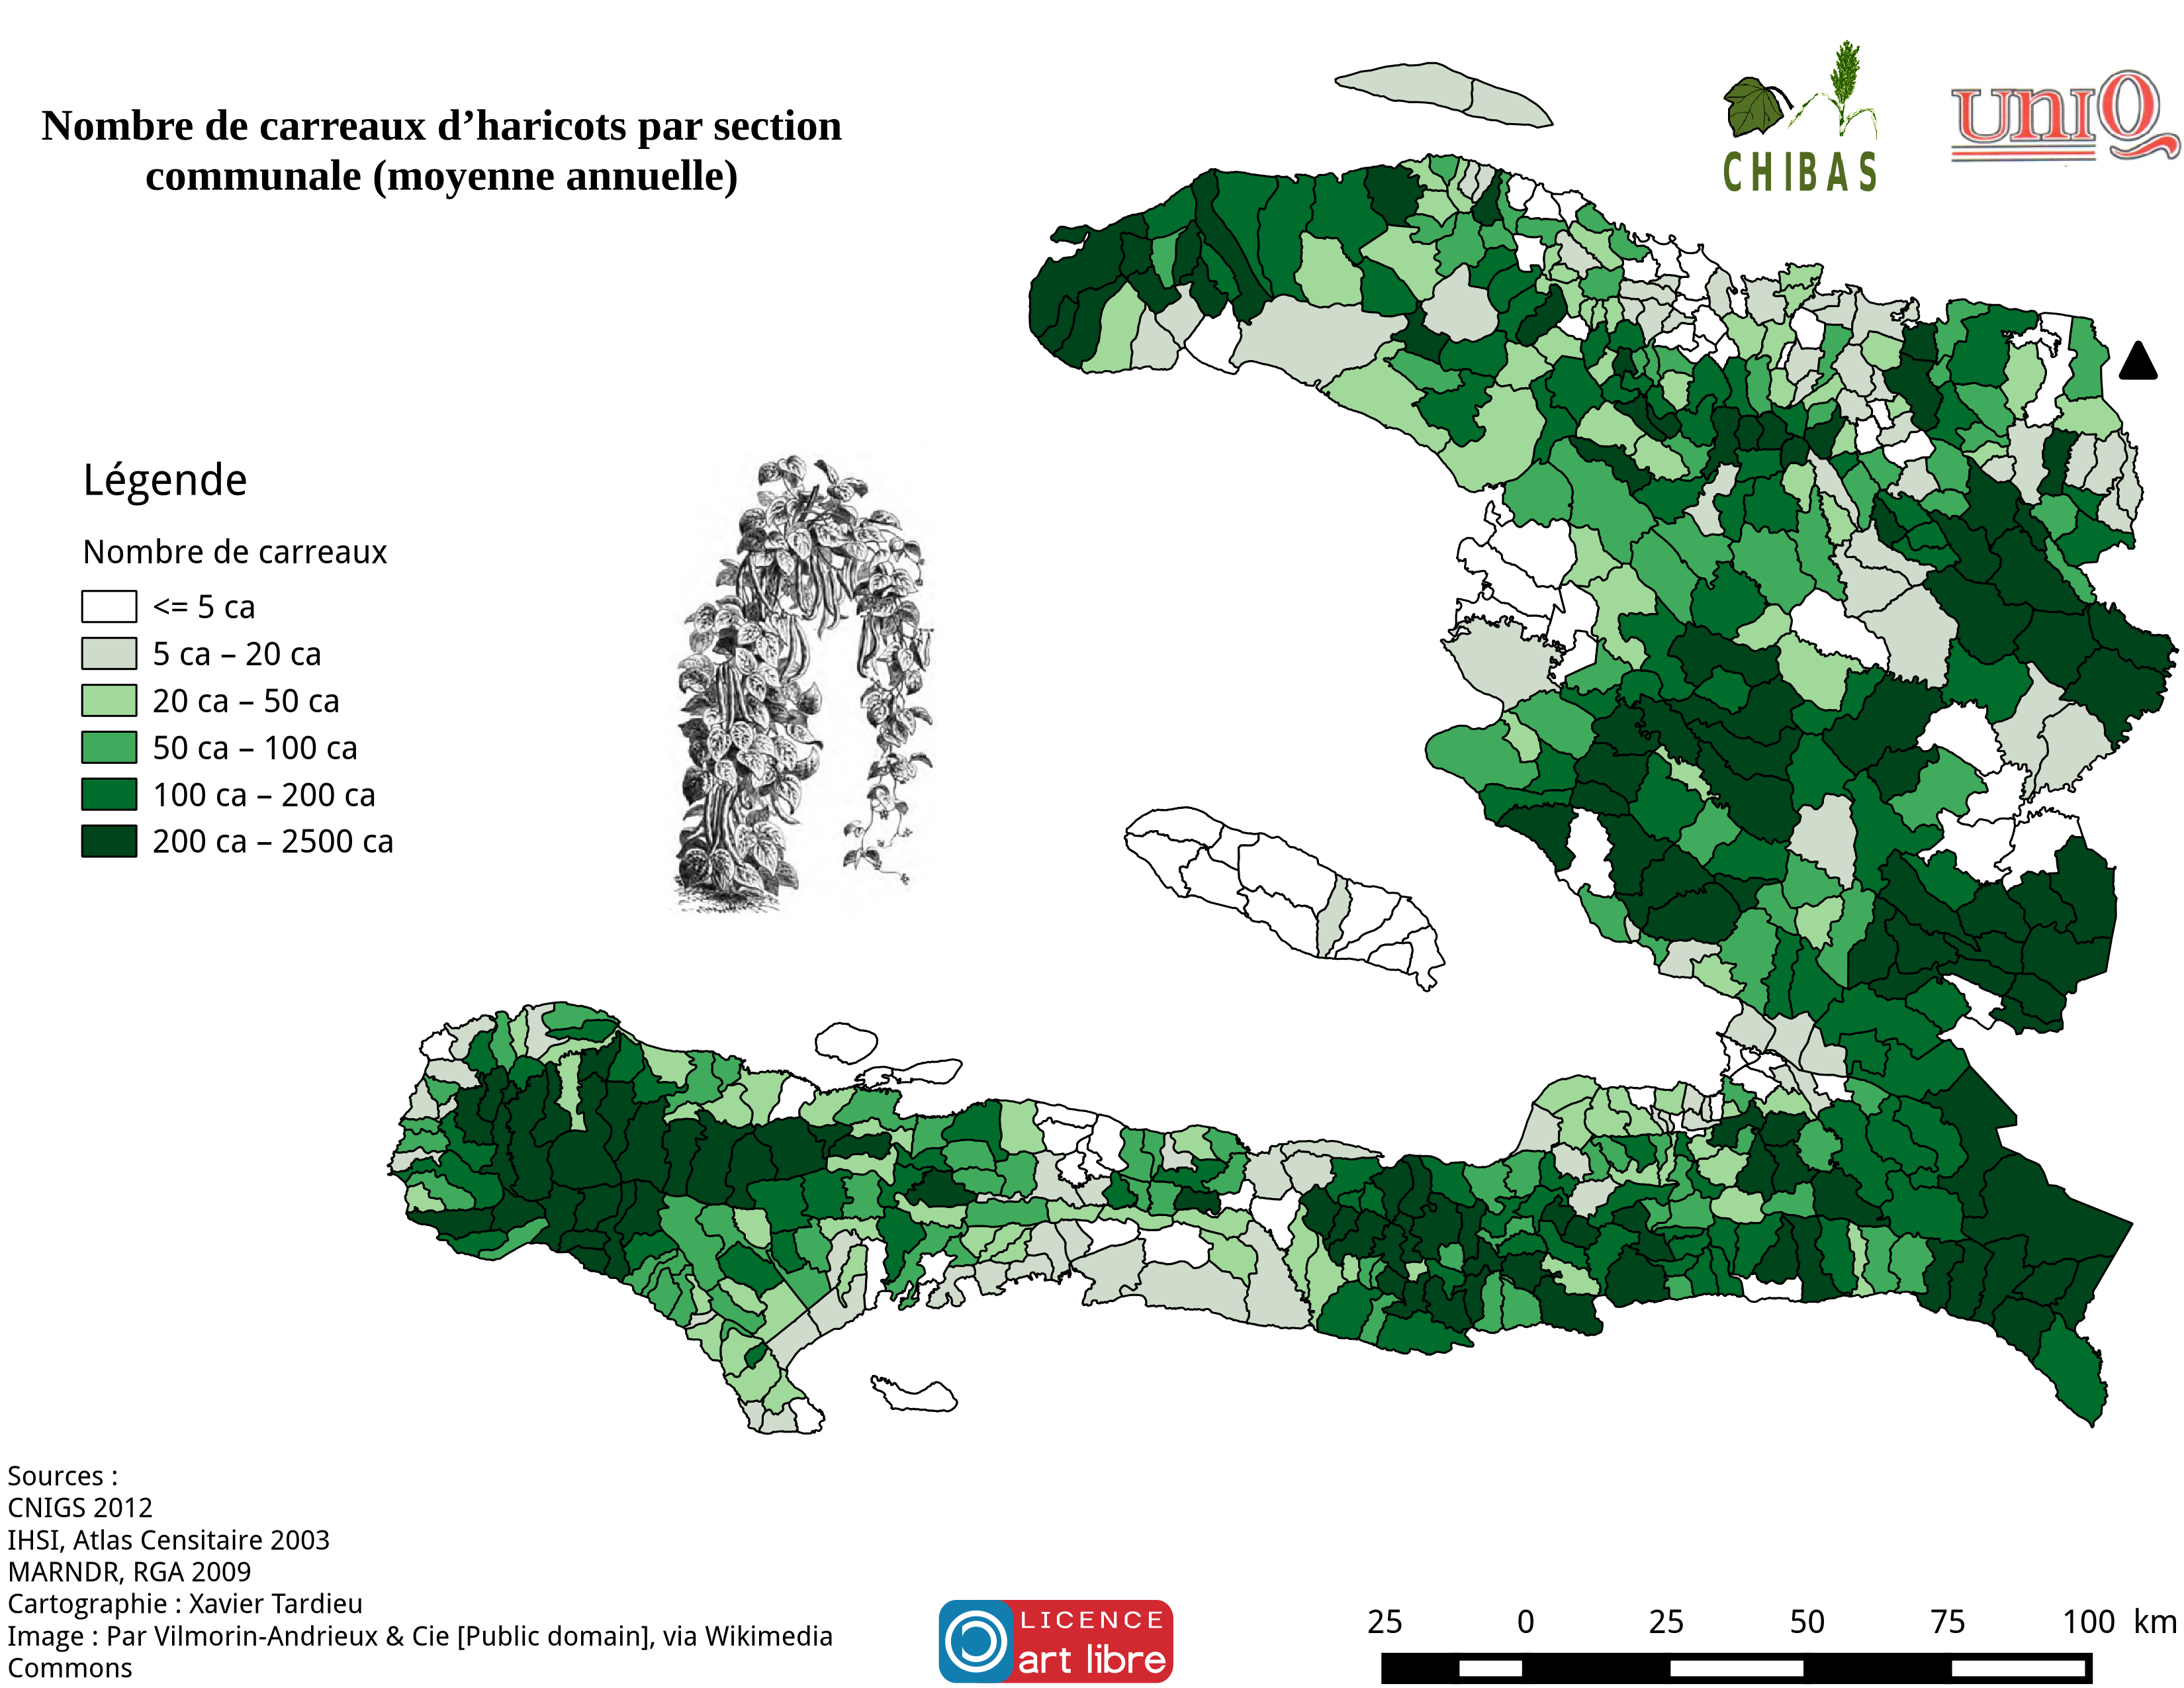 Nombre de carreaux d’haricots par section
communale (moyenne annuelle)
CHIBAS
UNIQ
Légende
Nombre de carreaux
<= 5 ca
5 ca – 20 ca
20 ca – 50 ca
50 ca – 100 ca
100 ca – 200 ca
200 ca – 2500 ca
Sources :
CNIGS 2012
IHSI, Atlas Censitaire 2003
MARNDR, RGA 2009
Cartographie : Xavier Tardieu
Image : Par Vilmorin-Andrieux & Cie [Public domain], via Wikimedia
Commons
LICENCE
art libre
25 0 25 50 75 100 km